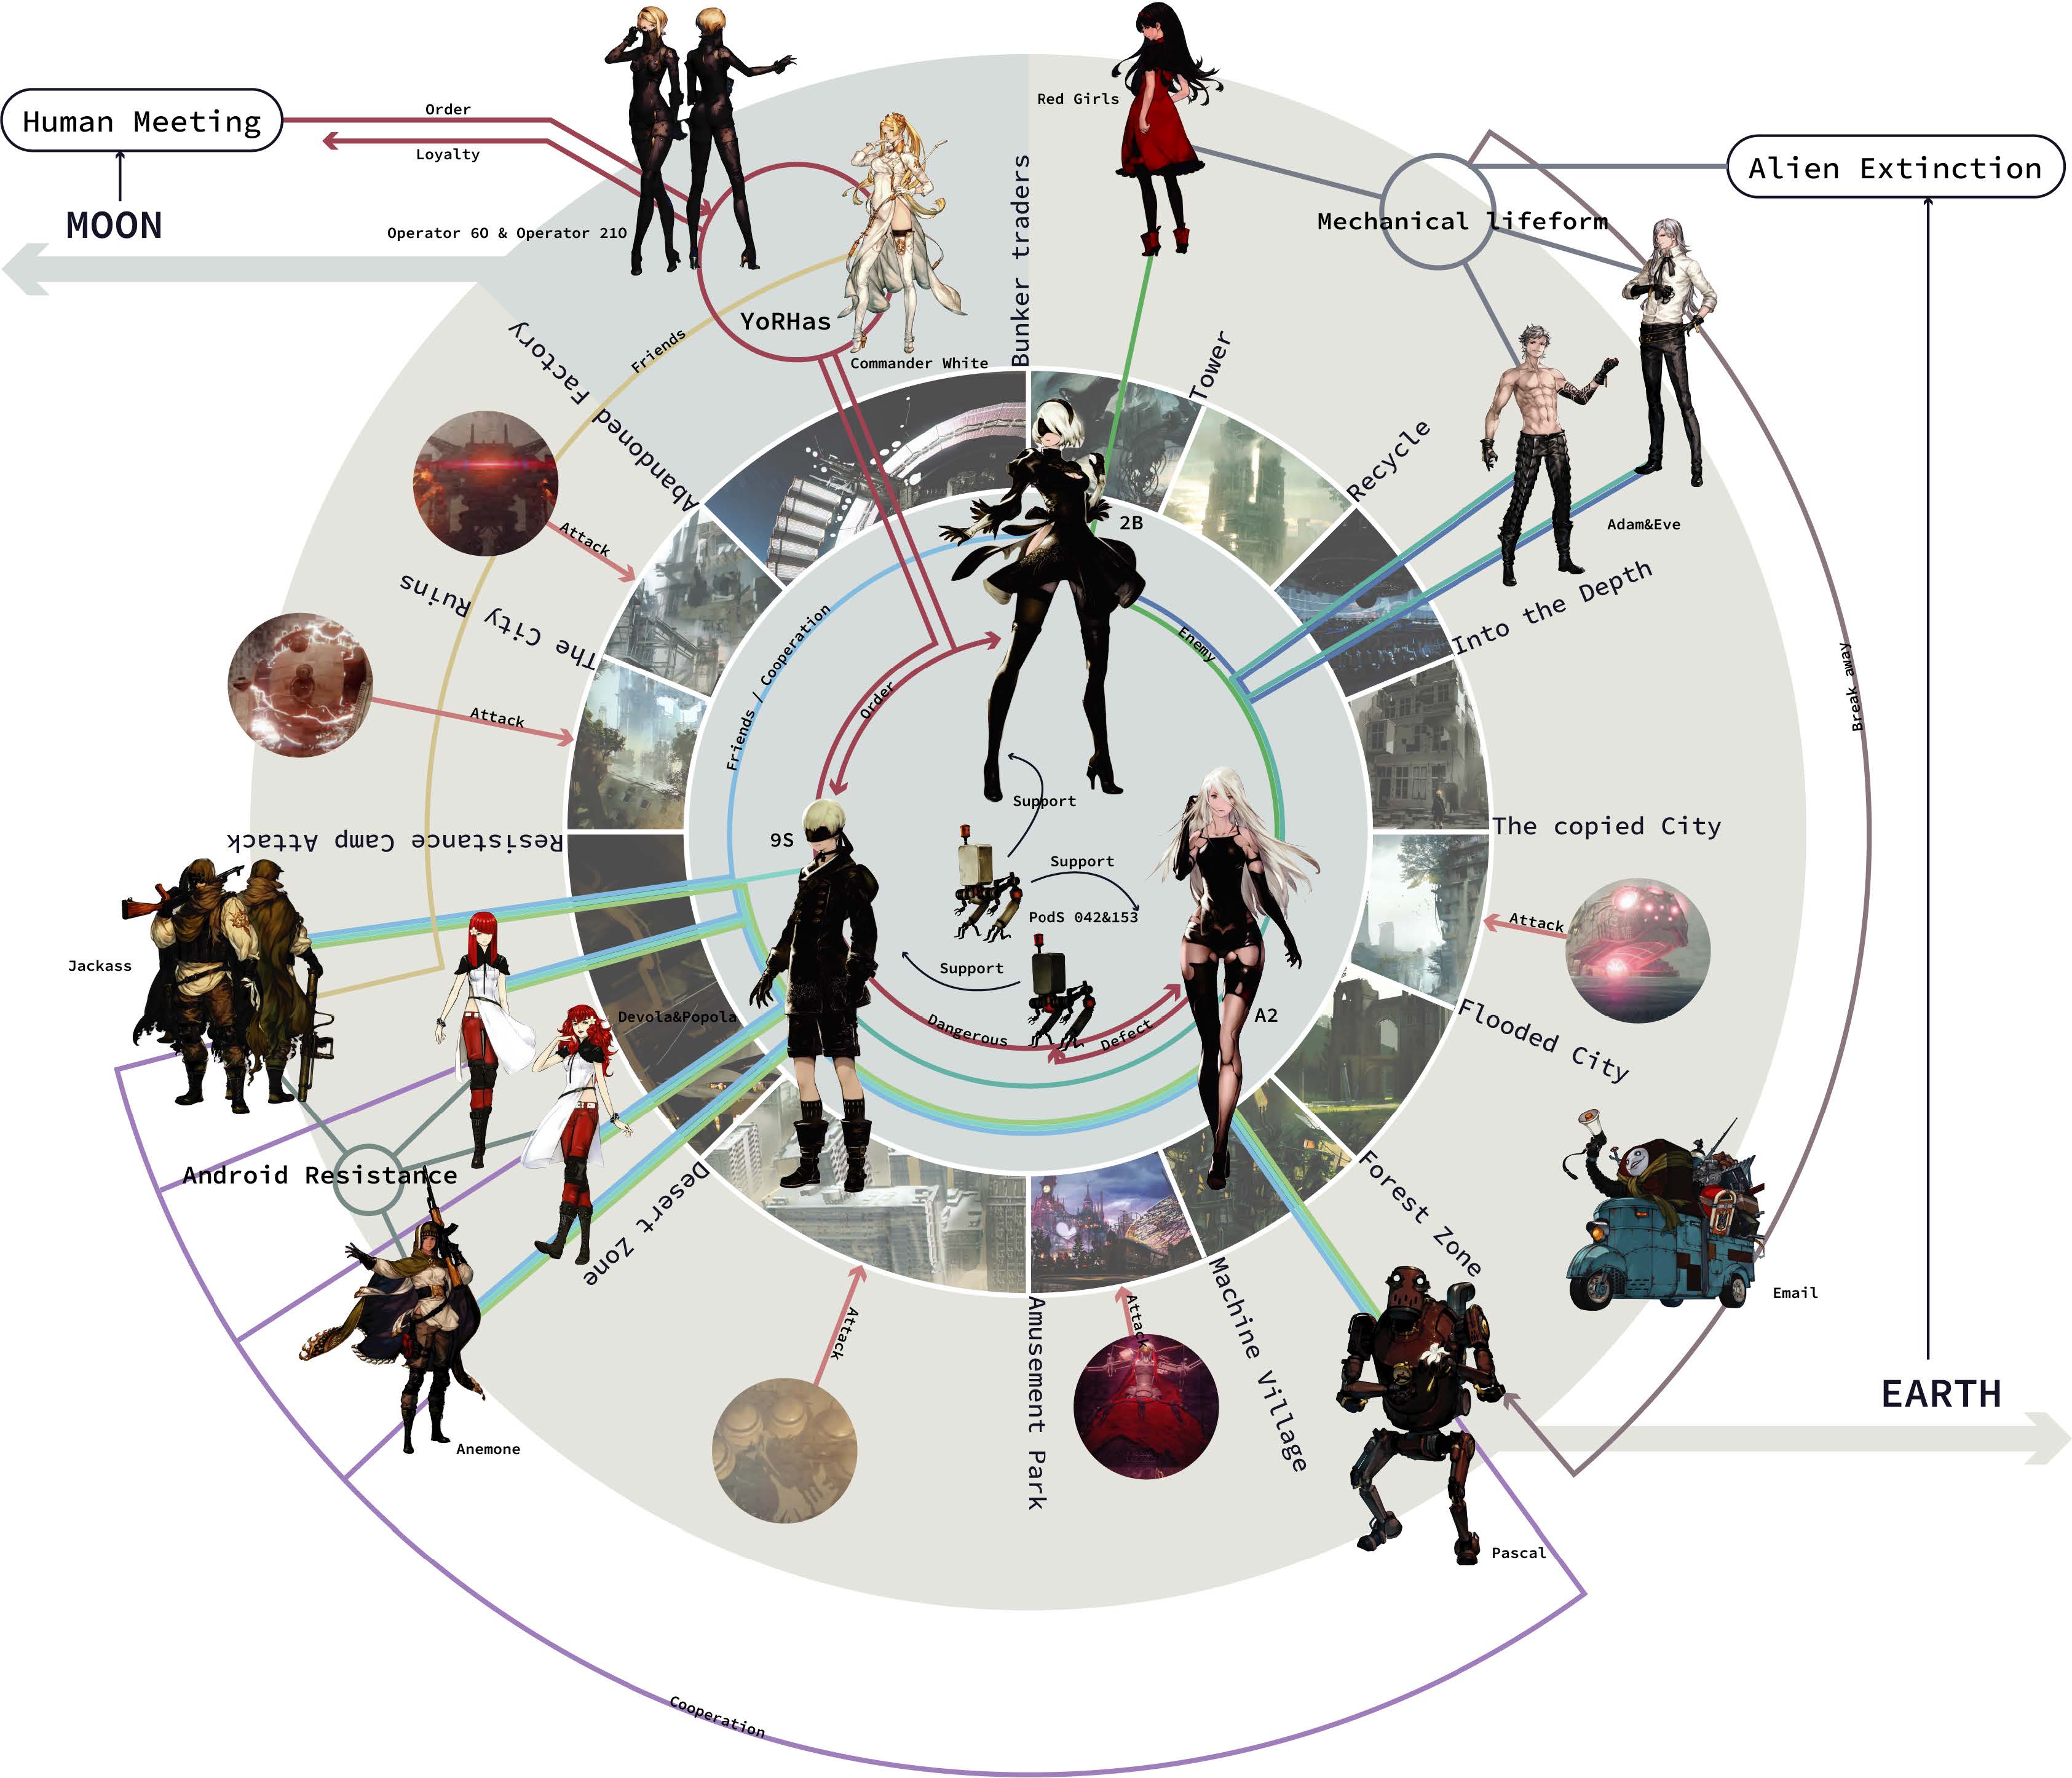 Human Meeting
Order
Loyalty
MOON
Operator 6O & Operator 21O
YoRHas
Commander White
Friends
Bunker traders
Red Girls
Mechanical lifeform
Alien Extinction
Adam&Eve
Tower
Recycle
Into the Depth
The copied City
Flooded City
Forest Zone
Machine Village
Amusement Park
Desert Zone
Resistance Camp Attack
The City Ruins
Abandoned Factory
Attack
Attack
Attack
Attack
Attack
Break away
2B
Enemy
Friends / Cooperation
Order
9S
Support
Support
PodS 042&153
Support
A2
Dangerous
Defect
Jackass
Devola&Popola
Android Resistance
Anemone
Email
EARTH
Pascal
Cooperation